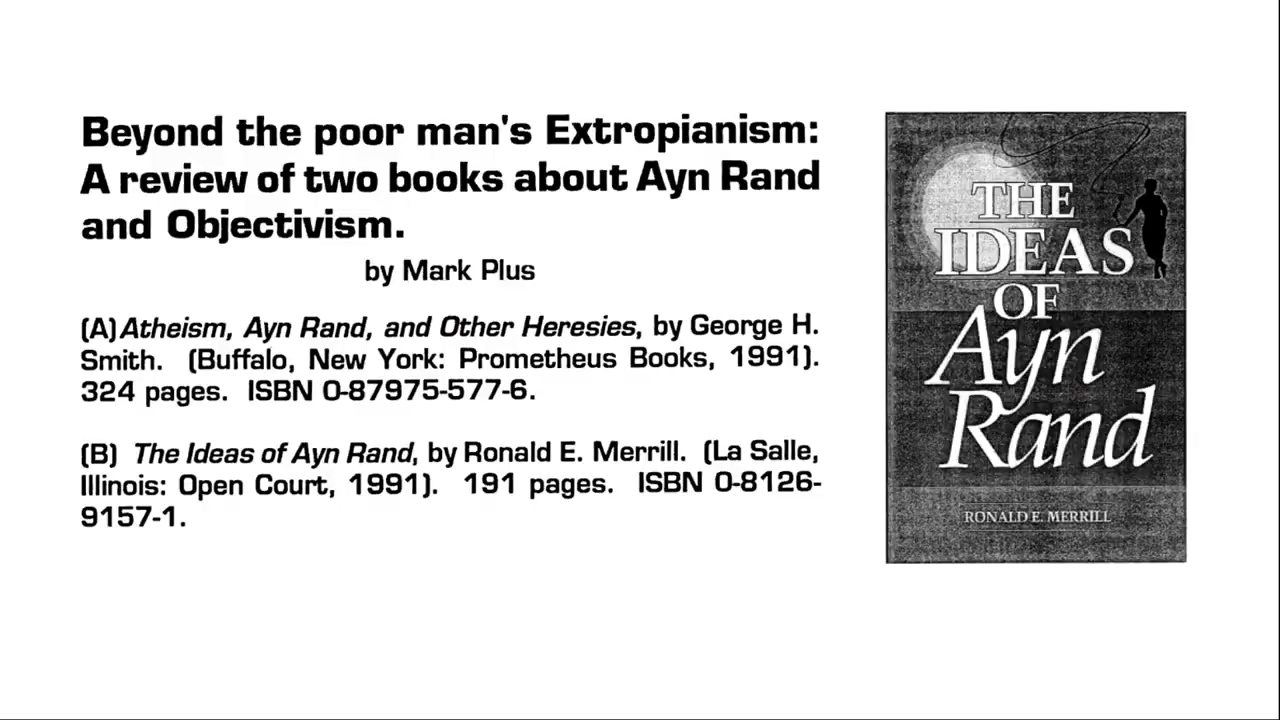 Beyond the poor man's Extropianism:
A review of two books about Ayn Rand
and Objectivism.
by Mark Plus
(A) Atheism, Ayn Rand, and Other Heresies, by George H.
Smith. (Buffalo, New York: Prometheus Books, 1991).
324 pages. ISBN 0-87975-577-6.
(B) The Ideas of Ayn Rand, by Ronald E. Merrill. (La Salle,
Illinois: Open Court, 1991). 191 pages. ISBN 0-8126-
9157-1.
THE
IDEAS
OF
Ayn
Rand
RONALD E. MERRILL